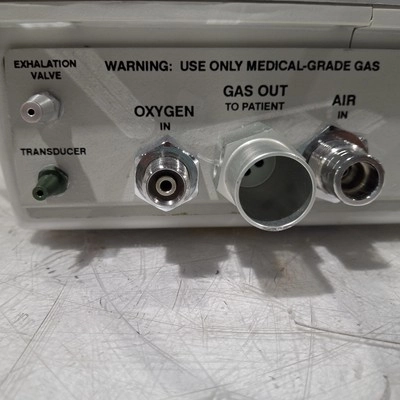 EXHALATION
VALVE
WARNING: USE ONLY MEDICAL-GRADE GAS
TRANSDUCER
OXYGEN
IN
GAS OUT
TO PATIENT
AIR
IN